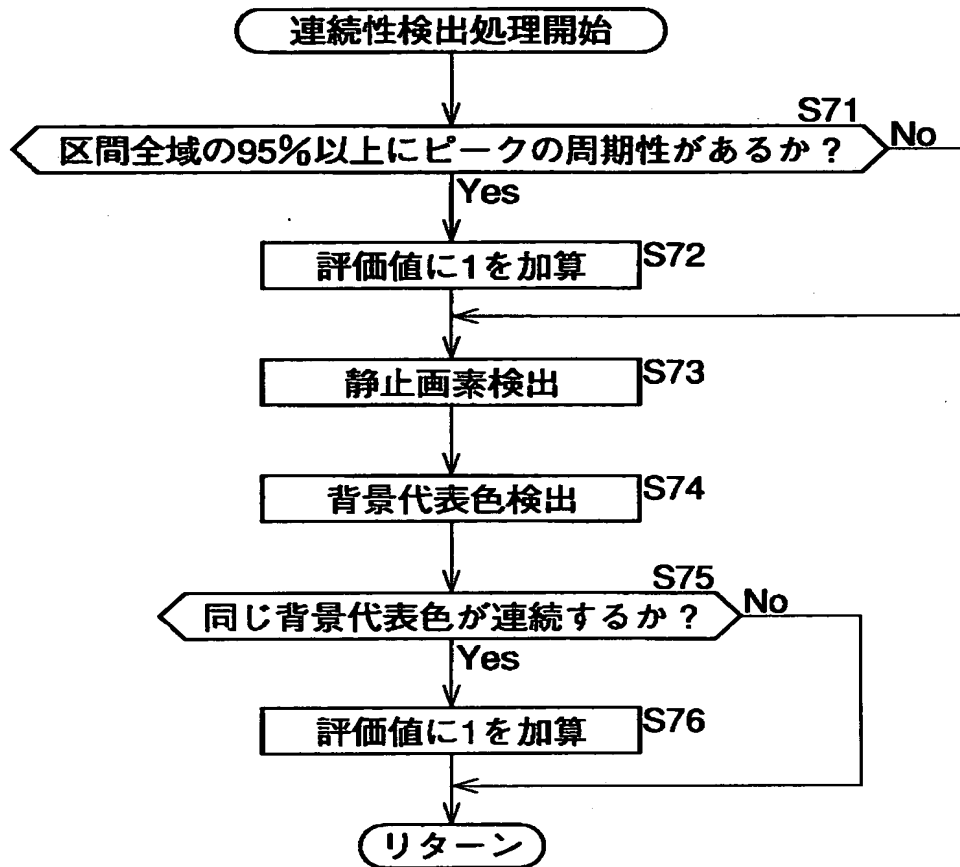 連続性検出処理開始
S71
区間全域の95%以上にピークの周期性があるか？
No
Yes
評価値に1を加算
S72
静止画素検出
S73
背景代表色検出
S74
S75
同じ背景代表色が連続するか？
No
Yes
評価値に1を加算
S76
リターン